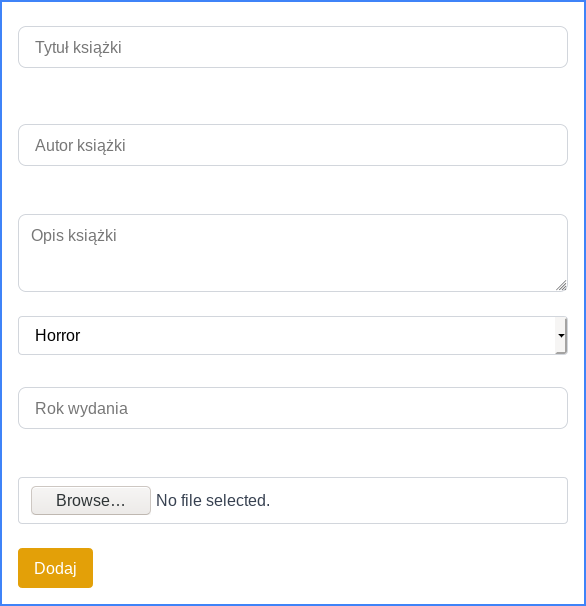 Tytuł książki
Autor książki
Opis książki
Horror
Rok wydania
Browse… No file selected.
Dodaj